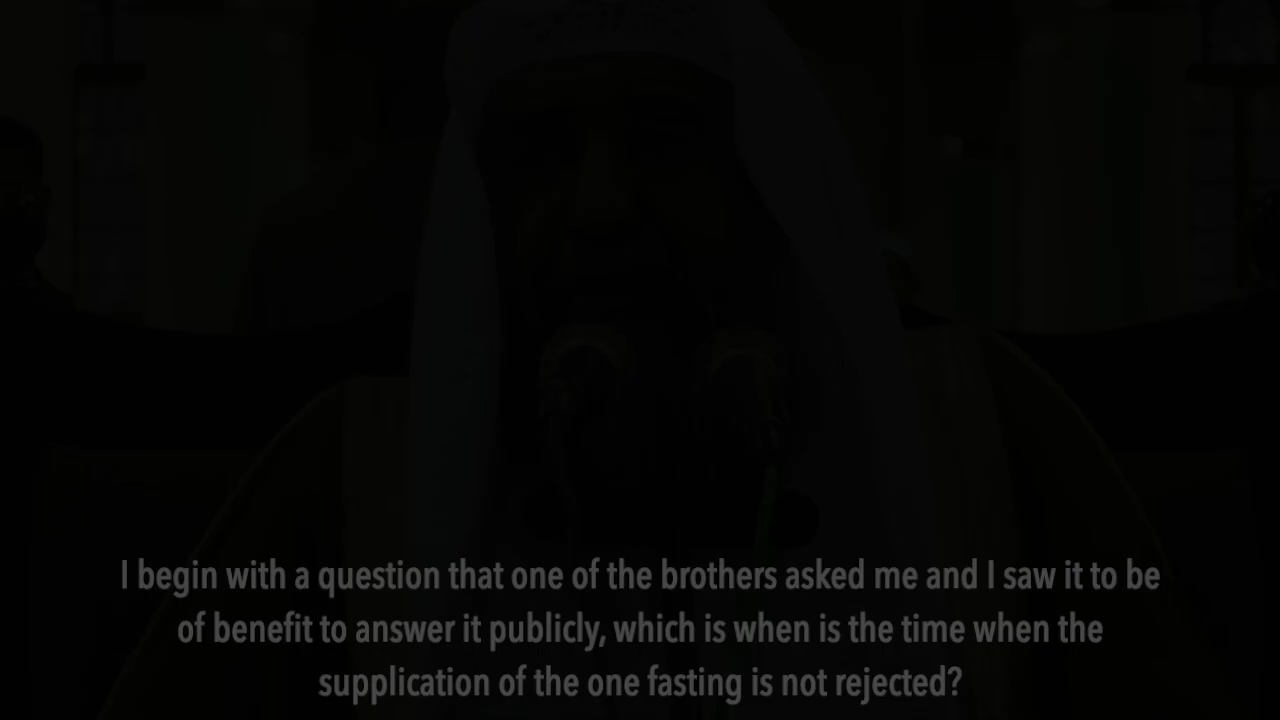 I begin with a question that one of the brothers asked me and I saw it to be
of benefit to answer it publicly, which is when is the time when the
supplication of the one fasting is not rejected?